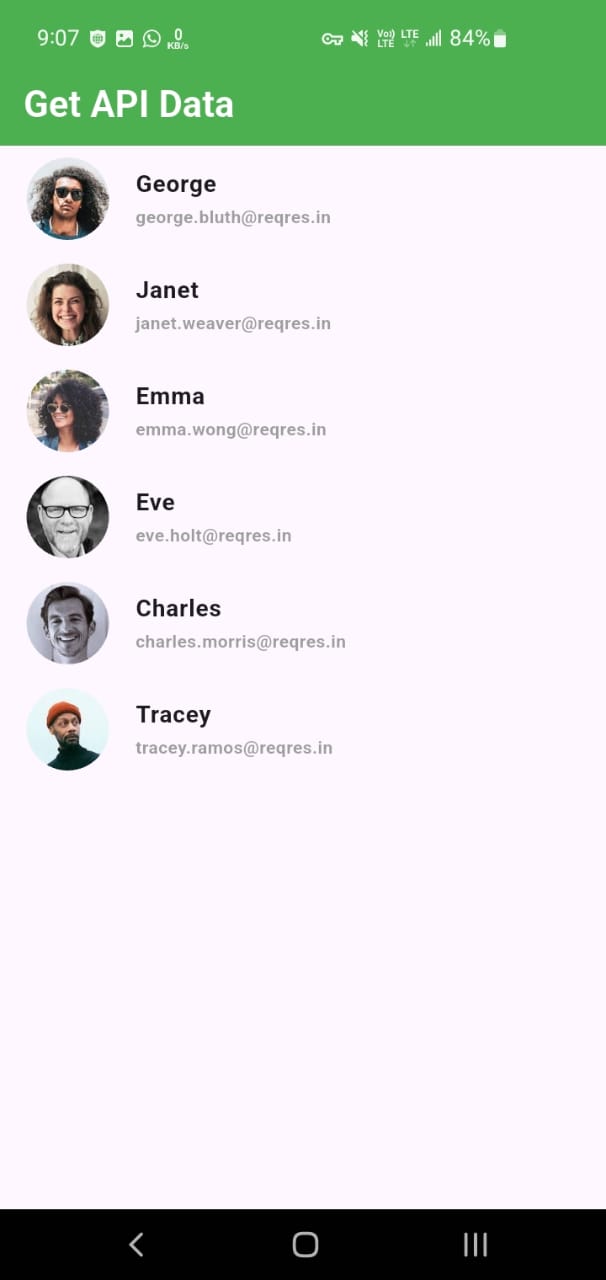 9:07 0 KB/s Vo) LTE LTE 84%
Get API Data
George
george.bluth@reqres.in
Janet
janet.weaver@reqres.in
Emma
emma.wong@reqres.in
Eve
eve.holt@reqres.in
Charles
charles.morris@reqres.in
Tracey
tracey.ramos@reqres.in